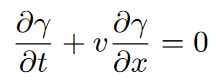 ∂γ/∂t + v ∂γ/∂x = 0